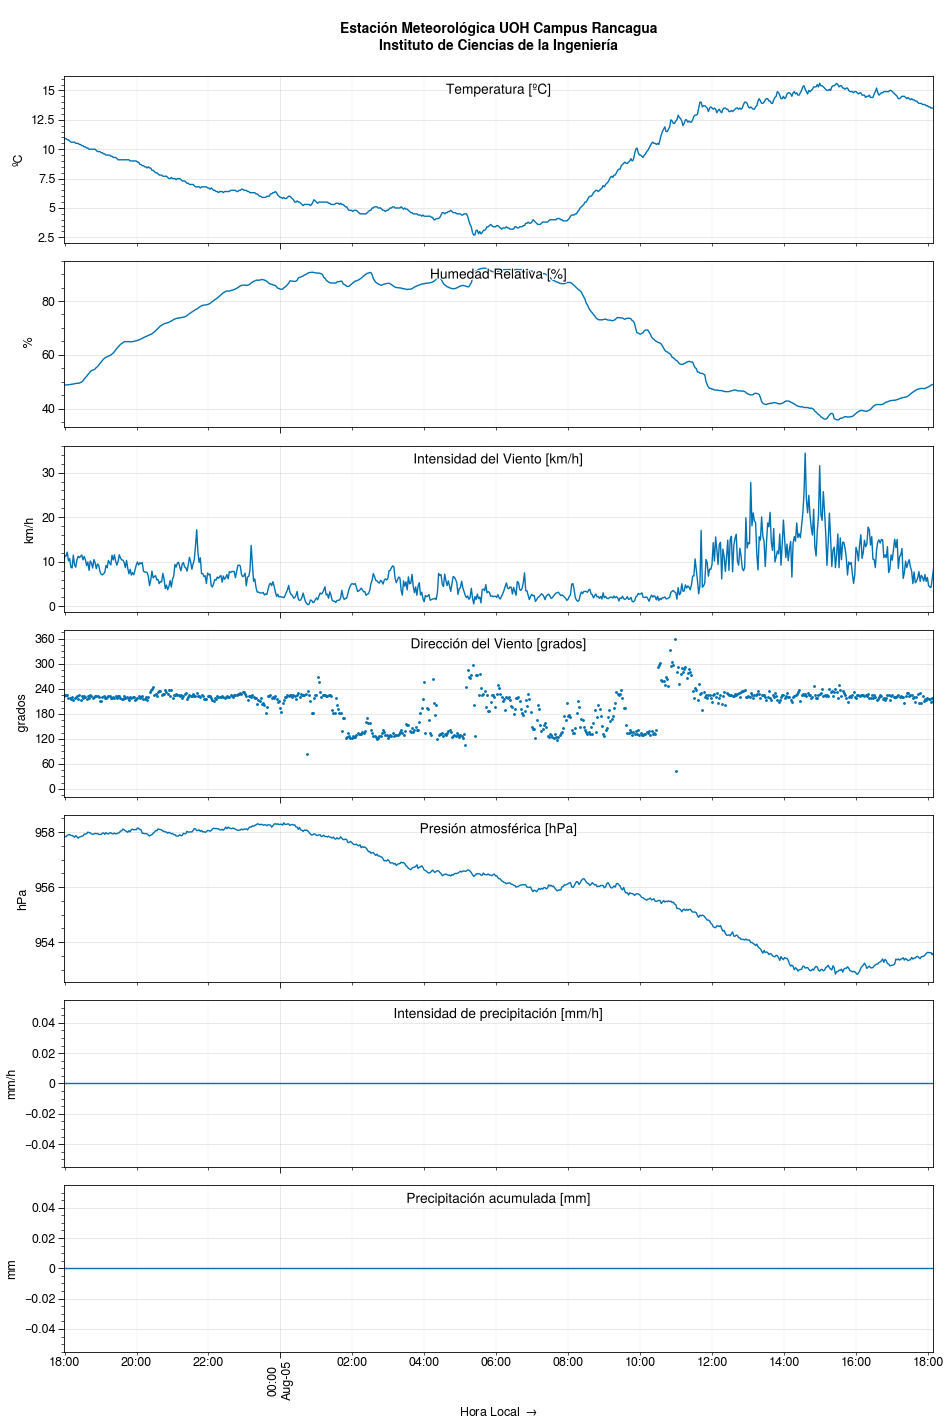 Estación Meteorológica UOH Campus Rancagua
Instituto de Ciencias de la Ingeniería
Temperatura [ºC]
ºC
15
12.5
10
7.5
5
2.5
Humedad Relativa [%]
%
80
60
40
Intensidad del Viento [km/h]
km/h
30
20
10
0
Dirección del Viento [grados]
grados
360
300
240
180
120
60
0
Presión atmosférica [hPa]
hPa
958
956
954
Intensidad de precipitación [mm/h]
mm/h
0.04
0.02
0
−0.02
−0.04
Precipitación acumulada [mm]
mm
0.04
0.02
0
−0.02
−0.04
18:00 20:00 22:00 00:00 02:00 04:00 06:00 08:00 10:00 12:00 14:00 16:00 18:00
Aug-05
Hora Local →